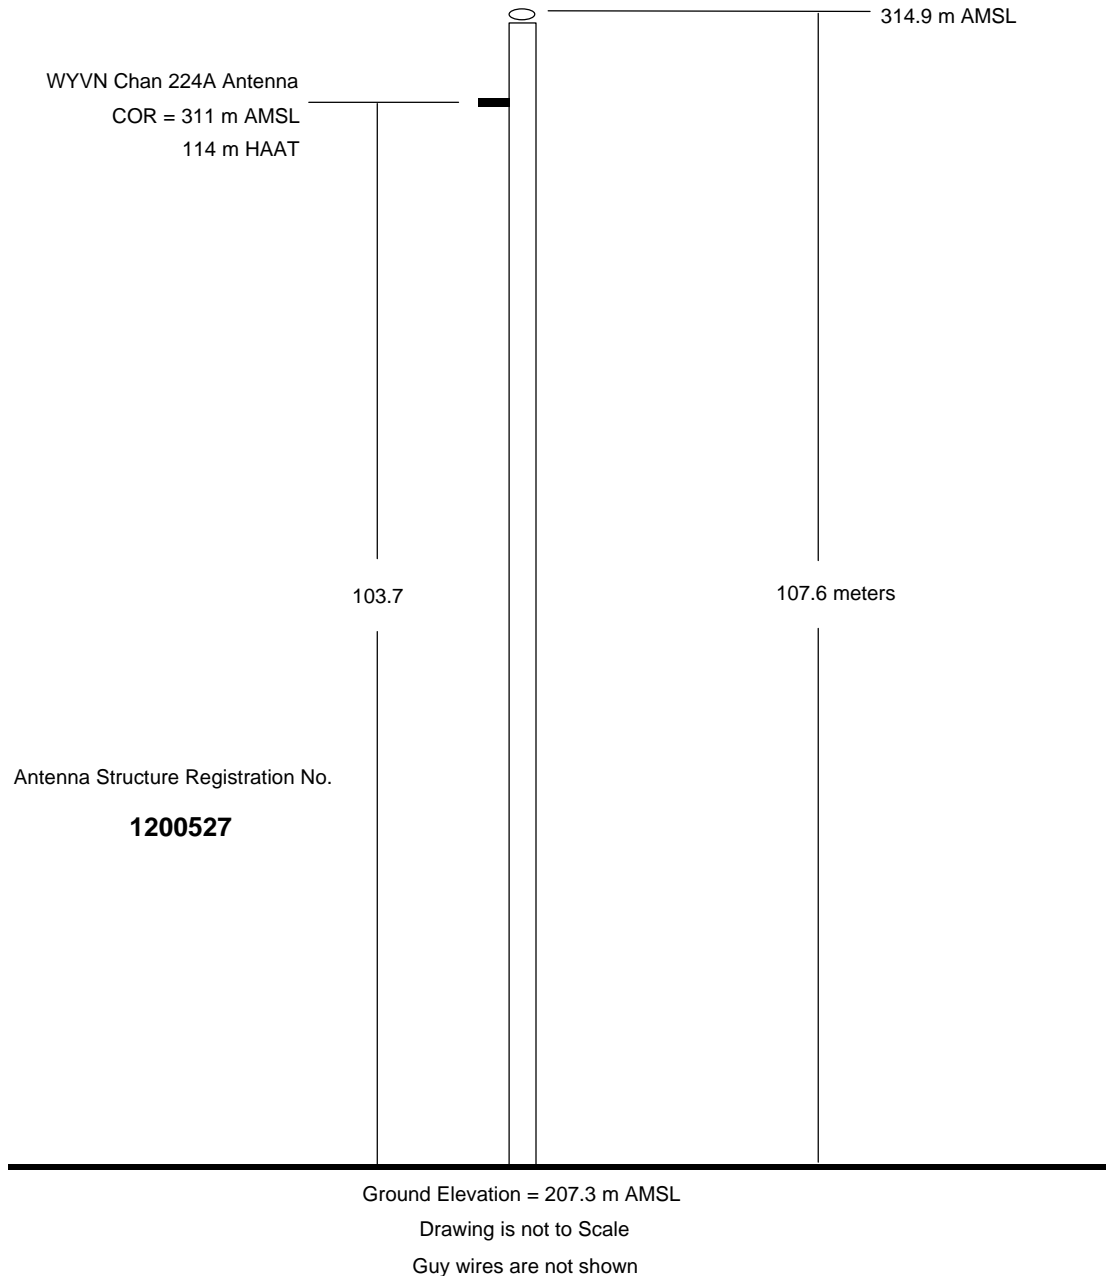 314.9 m AMSL
WYVN Chan 224A Antenna
COR = 311 m AMSL
114 m HAAT
103.7
107.6 meters
Antenna Structure Registration No.
1200527
Ground Elevation = 207.3 m AMSL
Drawing is not to Scale
Guy wires are not shown